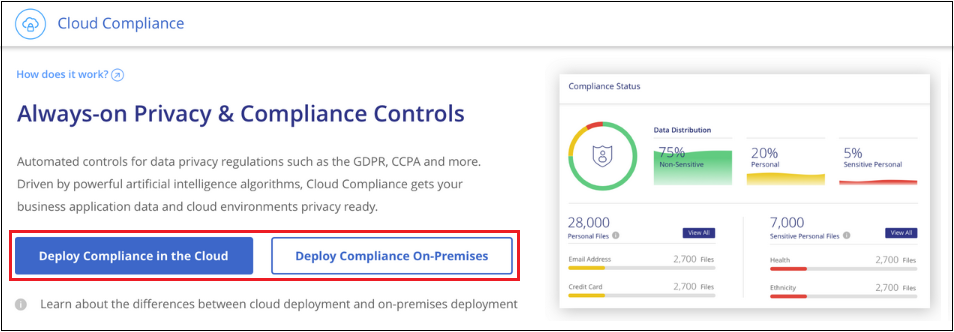 Cloud Compliance
How does it work?
Always-on Privacy & Compliance Controls
Automated controls for data privacy regulations such as the GDPR, CCPA and more.
Driven by powerful artificial intelligence algorithms, Cloud Compliance gets your
business application data and cloud environments privacy ready.
Deploy Compliance in the Cloud
Deploy Compliance On-Premises
Learn about the differences between cloud deployment and on-premises deployment
Compliance Status
Data Distribution
75%
Non-Sensitive
20%
Personal
5%
Sensitive Personal
28,000
Personal Files
View All
Email Address 2,700 Files
Credit Card 2,700 Files
7,000
Sensitive Personal Files
View All
Health 2,700 Files
Ethnicity 2,700 Files